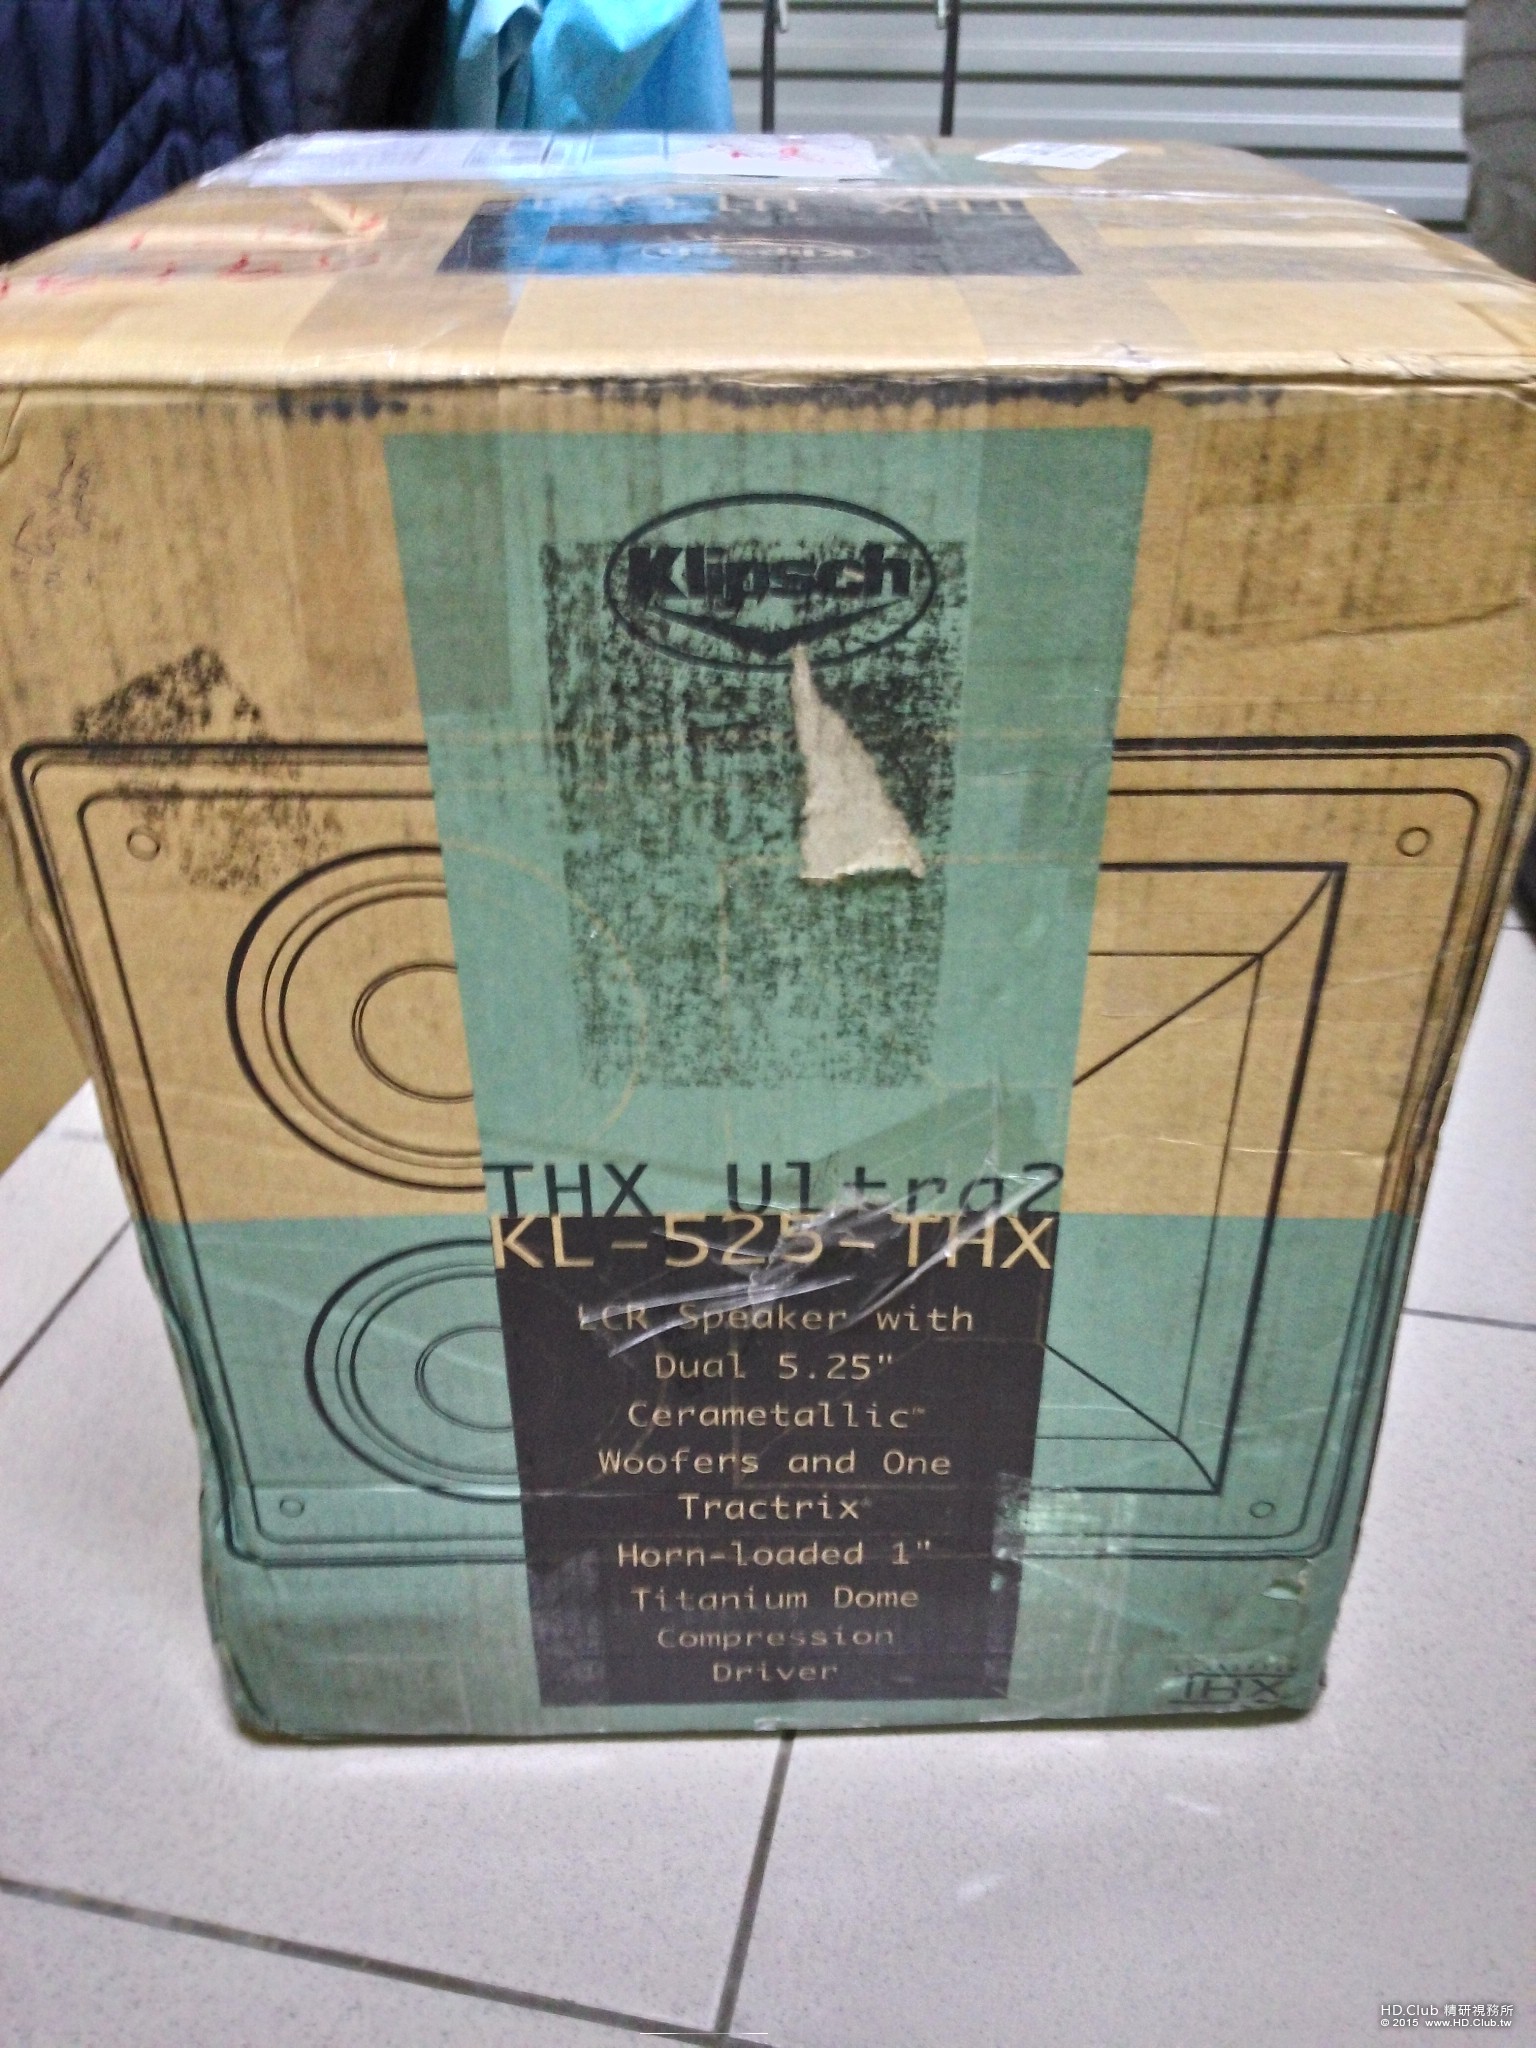 Klipsch
THX Ultra2
KL-525-THX
LCR Speaker with
Dual 5.25"
Cerametallic™
Woofers and One
Tractrix
Horn-loaded 1"
Titanium Dome
Compression
Driver
THX
HD.Club 精研視務所
© 2015 www.HD.Club.tw